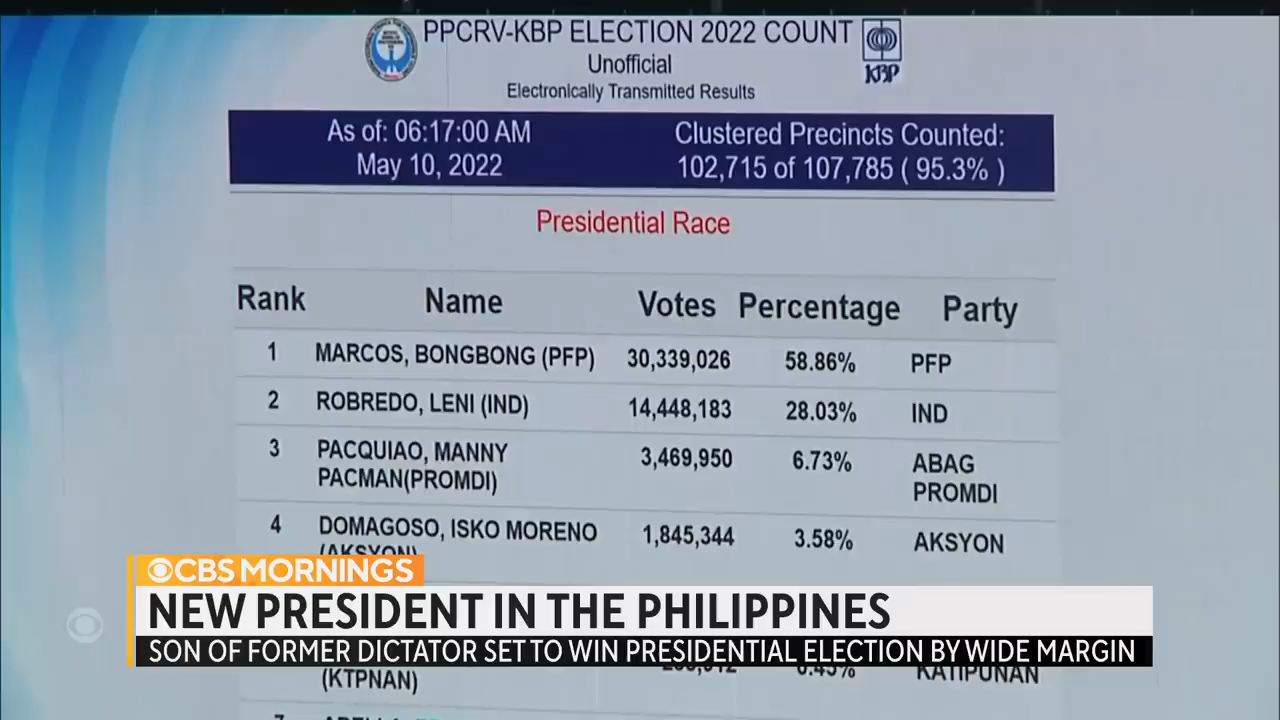 PPCRV-KBP ELECTION 2022 COUNT
KBP
Unofficial
Electronically Transmitted Results
As of: 06:17:00 AM
May 10, 2022
Clustered Precincts Counted:
102,715 of 107,785 ( 95.3% )
Presidential Race
Rank Name Votes Percentage Party
1 MARCOS, BONGBONG (PFP) 30,339,026 58.86% PFP
2 ROBREDO, LENI (IND) 14,448,183 28.03% IND
3 PACQUIAO, MANNY 3,469,950 6.73% ABAG
PACMAN(PROMDI) PROMDI
4 DOMAGOSO, ISKO MORENO 1,845,344 3.58% AKSYON
(AKSYON)
CBS MORNINGS
NEW PRESIDENT IN THE PHILIPPINES
SON OF FORMER DICTATOR SET TO WIN PRESIDENTIAL ELECTION BY WIDE MARGIN
KATIPUNAN
(KTPNAN)